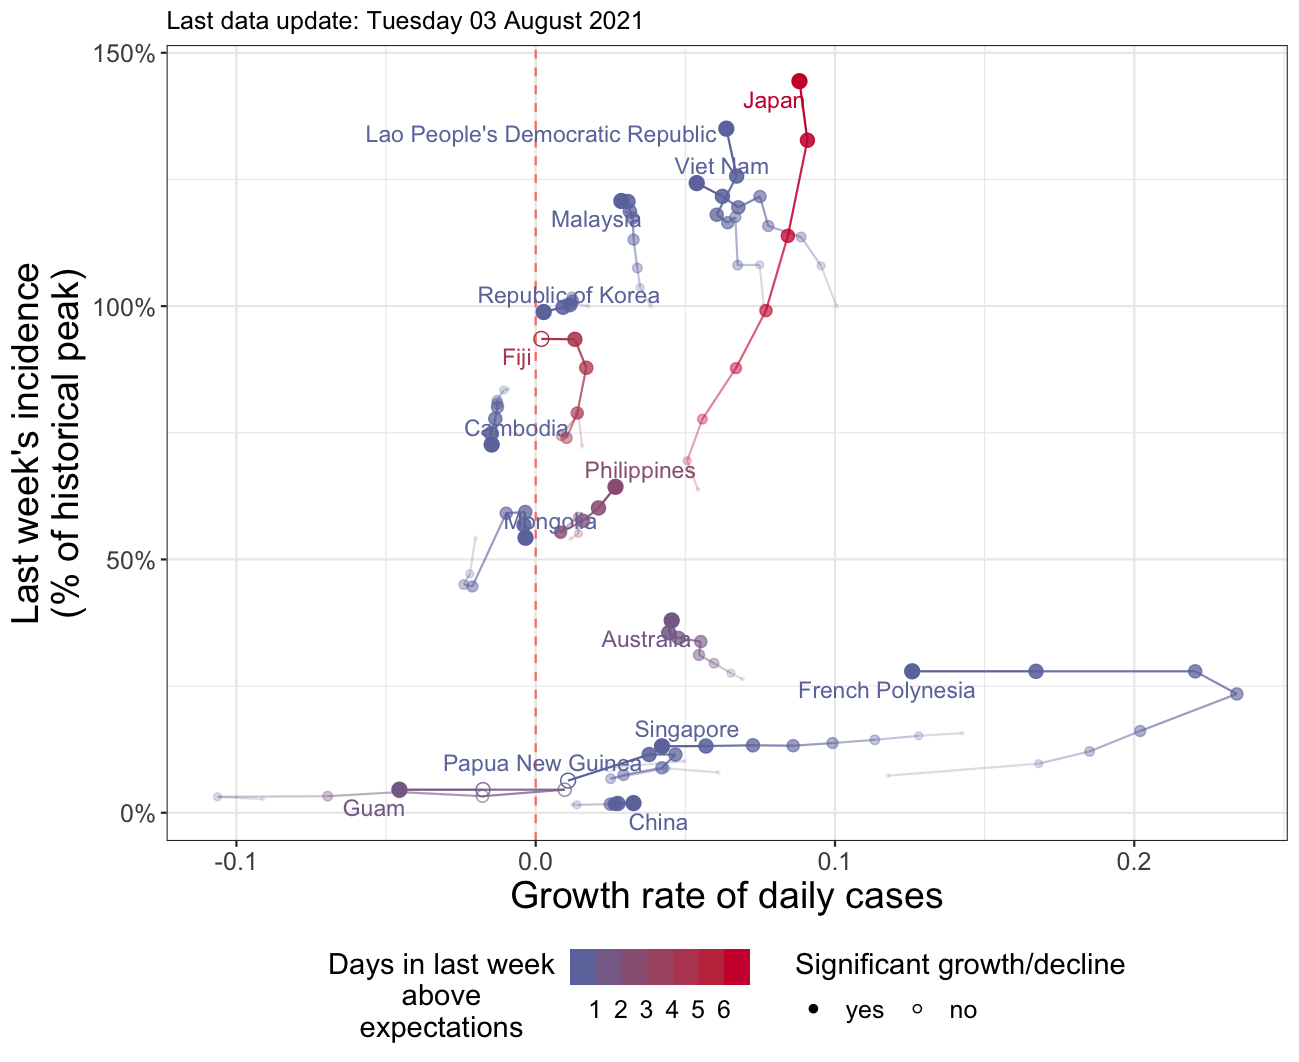 Last data update: Tuesday 03 August 2021
Last week's incidence
(% of historical peak)
150%
100%
50%
0%
Japan
Lao People's Democratic Republic
Viet Nam
Malaysia
Republic of Korea
Fiji
Cambodia
Philippines
Mongolia
Australia
French Polynesia
Singapore
Papua New Guinea
Guam
China
-0.1 0.0 0.1 0.2
Growth rate of daily cases
Days in last week
above
expectations
1 2 3 4 5 6
Significant growth/decline
yes no